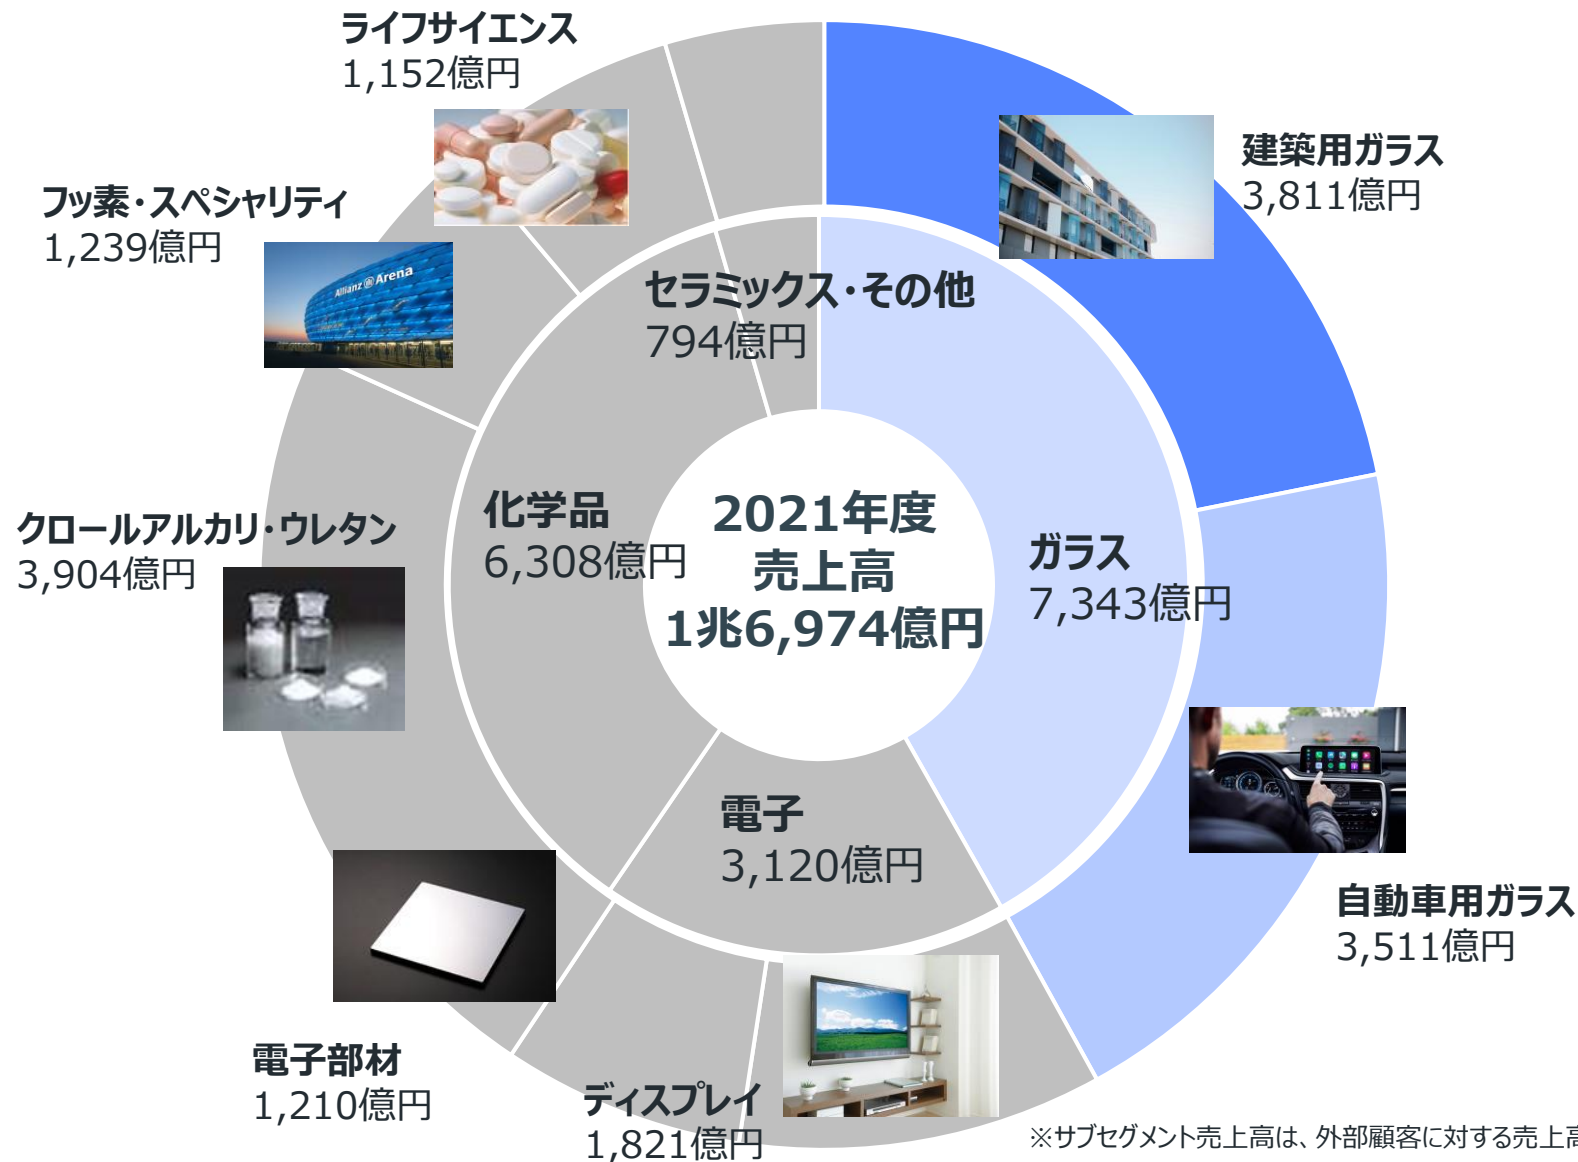 ライフサイエンス
1,152億円
建築用ガラス
3,811億円
フッ素・スペシャリティ
1,239億円
Allianz Arena
セラミックス・その他
794億円
化学品
6,308億円
2021年度
売上高
1兆6,974億円
ガラス
7,343億円
クロールアルカリ・ウレタン
3,904億円
電子
3,120億円
自動車用ガラス
3,511億円
電子部材
1,210億円
ディスプレイ
1,821億円
※サブセグメント売上高は、外部顧客に対する売上高